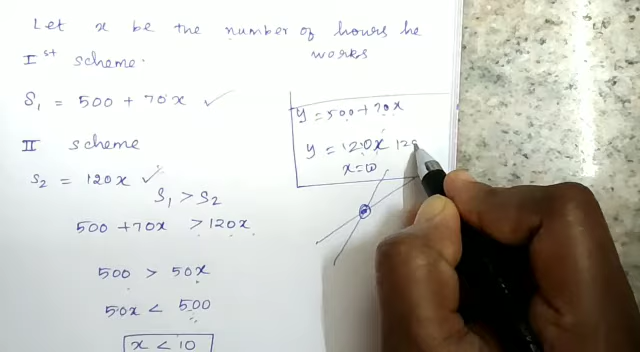 Let x be the number of hours he
works
Ist scheme.
S1 = 500 + 70x ✓
II scheme
S2 = 120x ✓
S1 > S2
500 + 70x > 120x
500 > 50x
50x < 500
x < 10
y = 500 + 70x
y = 120x 120
x = 10